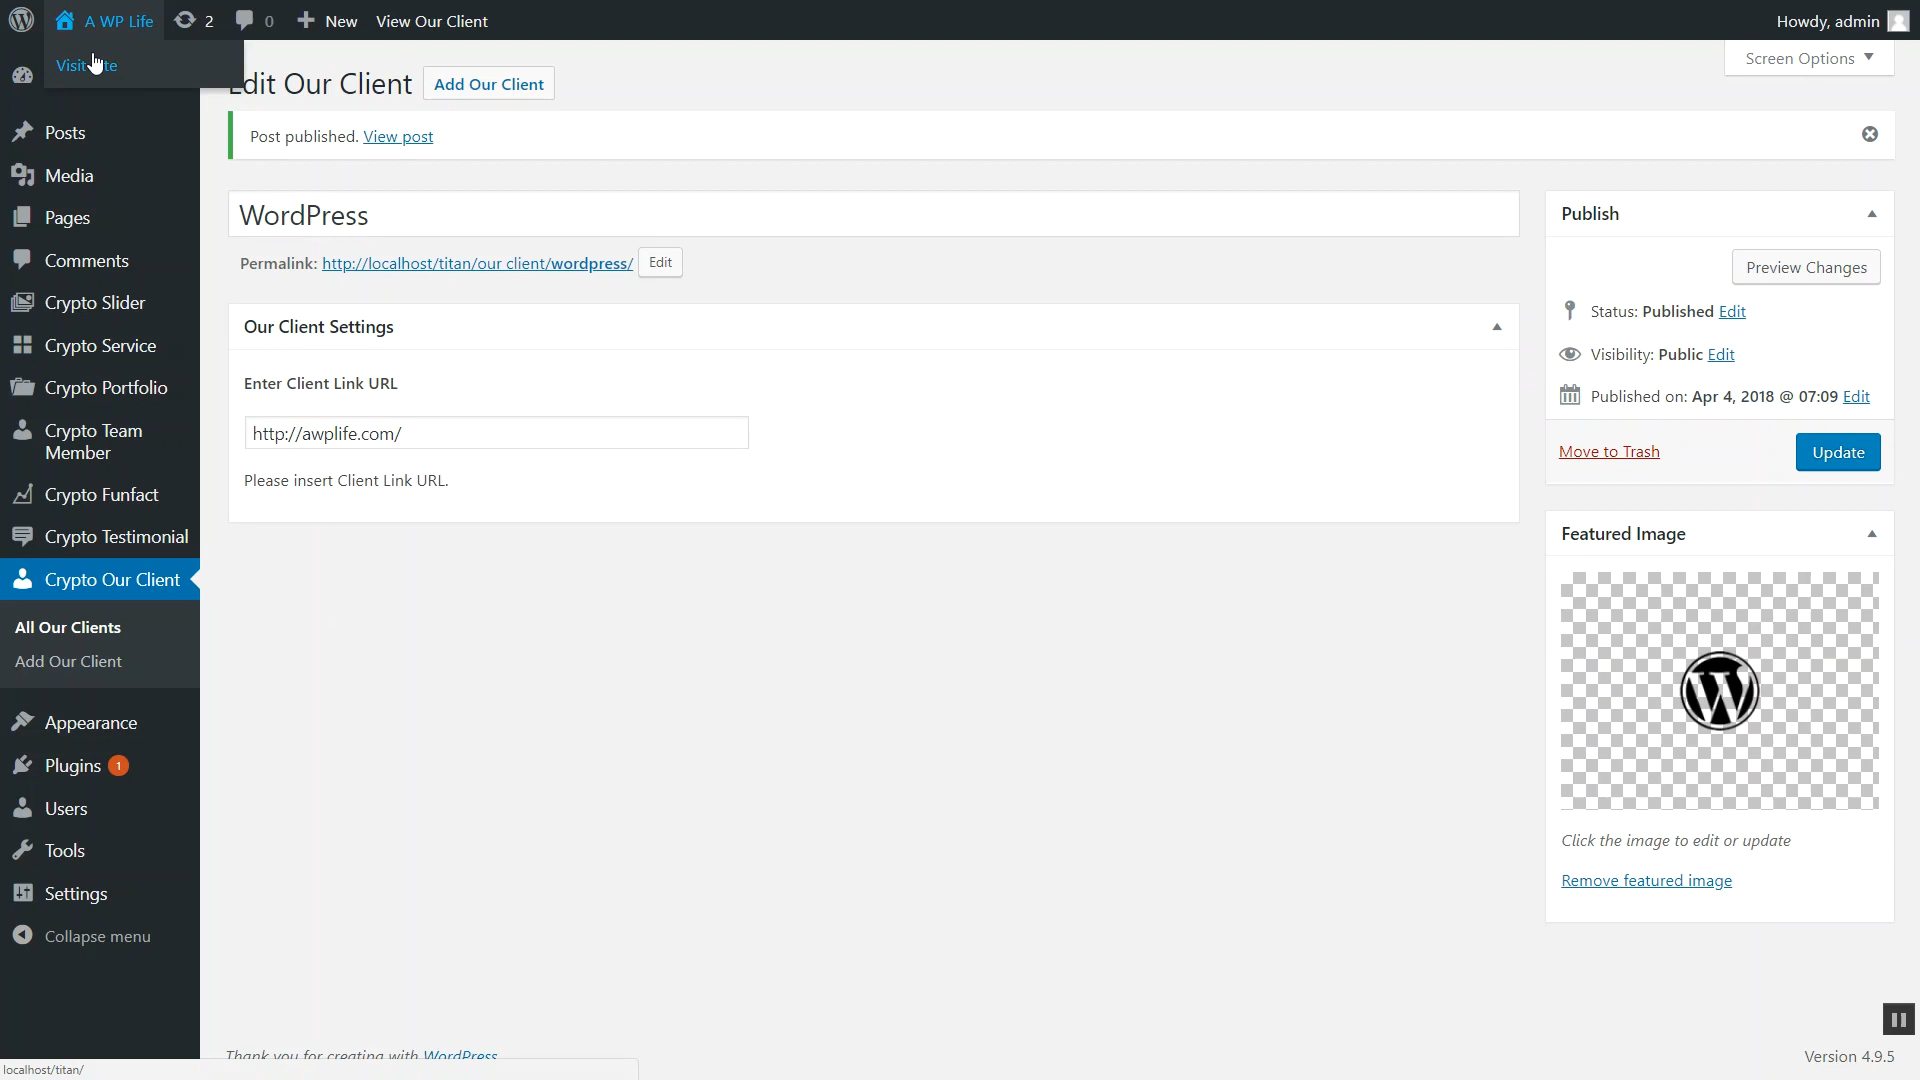 A WP Life 2 0 New View Our Client Howdy, admin
Visit
Edit Our Client Add Our Client Screen Options
Post published. View post
Posts
Media
Pages
Comments
Crypto Slider
Crypto Service
Crypto Portfolio
Crypto Team
Member
Crypto Funfact
Crypto Testimonial
Crypto Our Client
All Our Clients
Add Our Client
Appearance
Plugins 1
Users
Tools
Settings
Collapse menu
WordPress
Permalink: http://localhost/titan/our client/wordpress/ Edit
Our Client Settings
Enter Client Link URL
http://awplife.com/
Please insert Client Link URL.
Publish
Preview Changes
Status: Published Edit
Visibility: Public Edit
Published on: Apr 4, 2018 @ 07:09 Edit
Move to Trash Update
Featured Image
Click the image to edit or update
Remove featured image
Thank you for creating with WordPress
Version 4.9.5
localhost/titan/